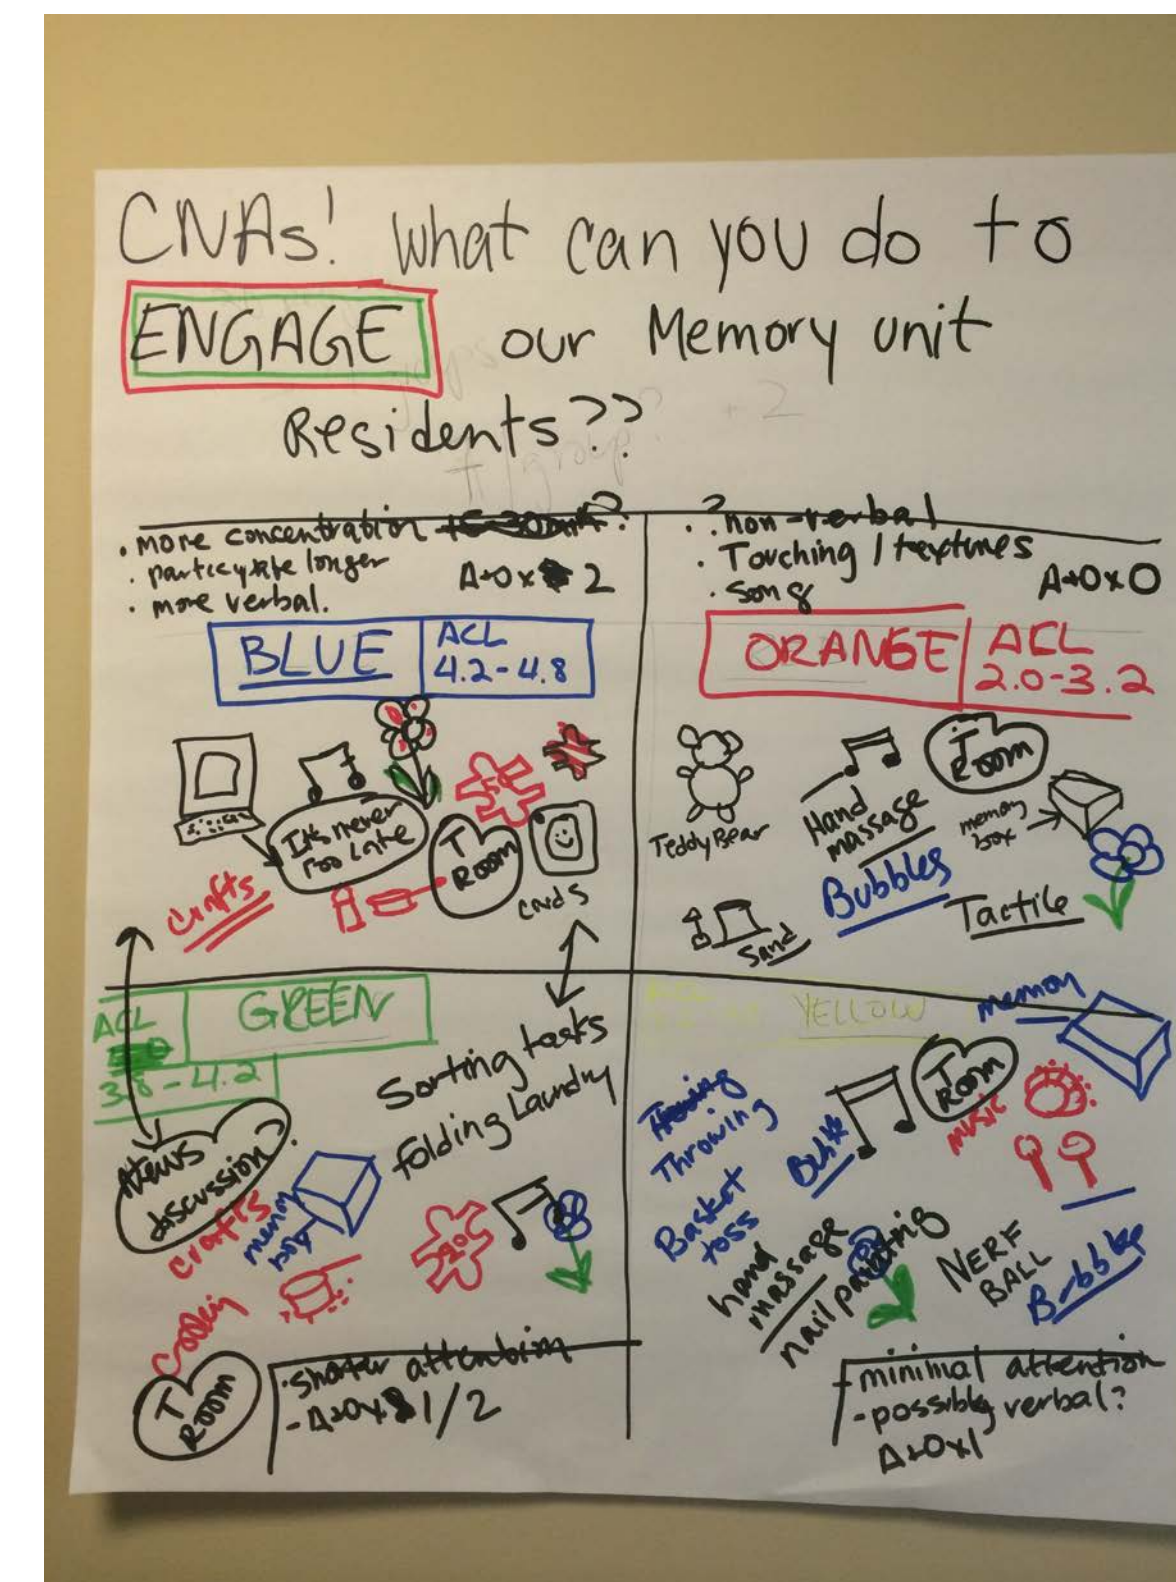 CNAs! What can you do to
ENGAGE our Memory unit
Residents??
• More concentration
• participate longer
• more verbal.
A+O x 2
BLUE
ACL
4.2-4.8
It's never
too late
T
Room
crafts
cards
• ? non-verbal
• Touching / textures
• song
A+O x O
ORANGE
ACL
2.0-3.2
Teddy Bear
Hand
massage
T
Room
memory
box
Bubbles
Tactile
Sand
ACL
3.8-4.2
GREEN
Sorting tasks
folding Laundry
News
discussion.
crafts
memory
box
T
Room
• shorter attention
- A+Ox 1/2
YELLOW
memory
Throwing
Basket
toss
T
Room
music
hand
massage
nail painting
NERF
BALL
- minimal attention
- possibly verbal?
A+Ox1